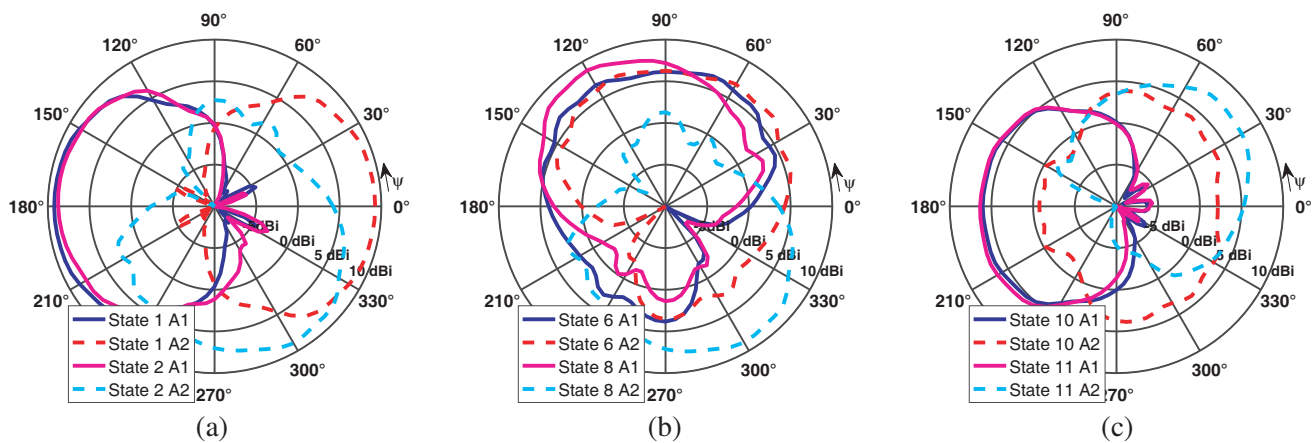 90°
120°
60°
150°
30°
ψ
180°
0°
0 dBi
5 dBi
10 dBi
210°
330°
300°
270°
State 1 A1
State 1 A2
State 2 A1
State 2 A2
(a)
90°
120°
60°
150°
30°
ψ
180°
0°
-5 dBi
0 dBi
5 dBi
10 dBi
210°
330°
300°
270°
State 6 A1
State 6 A2
State 8 A1
State 8 A2
(b)
90°
120°
60°
150°
30°
ψ
180°
0°
-5 dBi
0 dBi
5 dBi
10 dBi
210°
330°
300°
270°
State 10 A1
State 10 A2
State 11 A1
State 11 A2
(c)